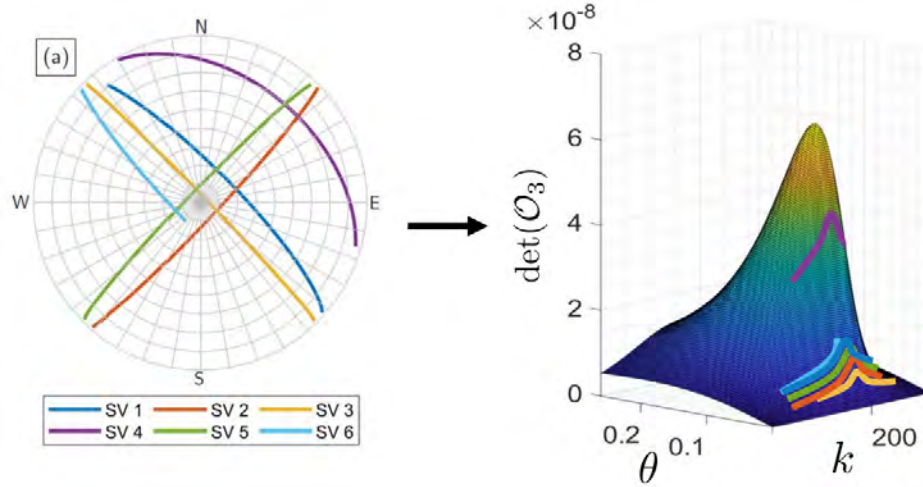 (a)
N
W
E
S
SV 1 SV 2 SV 3
SV 4 SV 5 SV 6
×10⁻⁸
8
6
4
2
0
det(𝒪₃)
0.2
0.1
θ
200
k